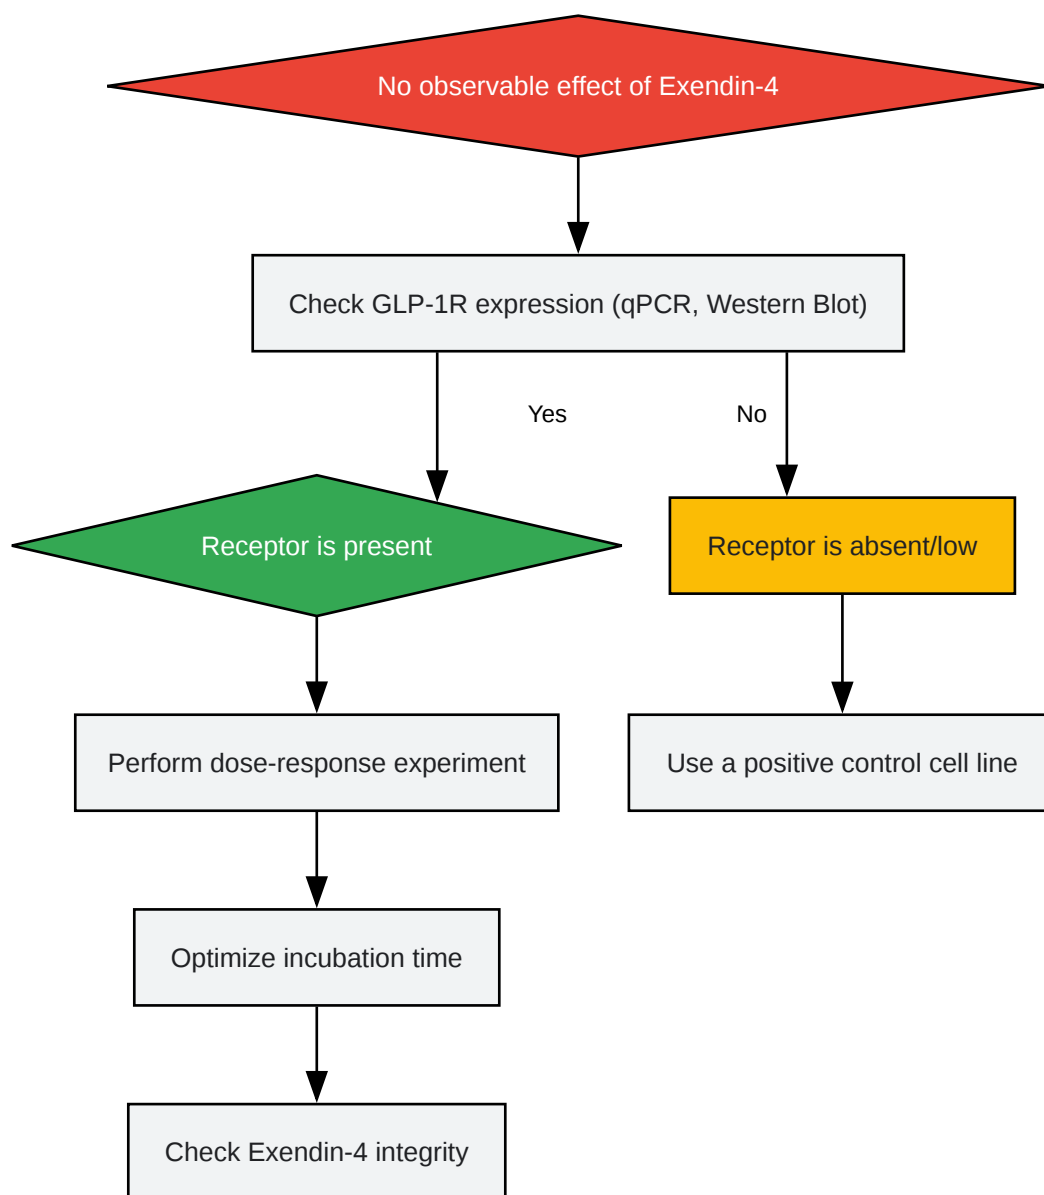 No observable effect of Exendin-4
Check GLP-1R expression (qPCR, Western Blot)
Yes
No
Receptor is present
Receptor is absent/low
Perform dose-response experiment
Use a positive control cell line
Optimize incubation time
Check Exendin-4 integrity